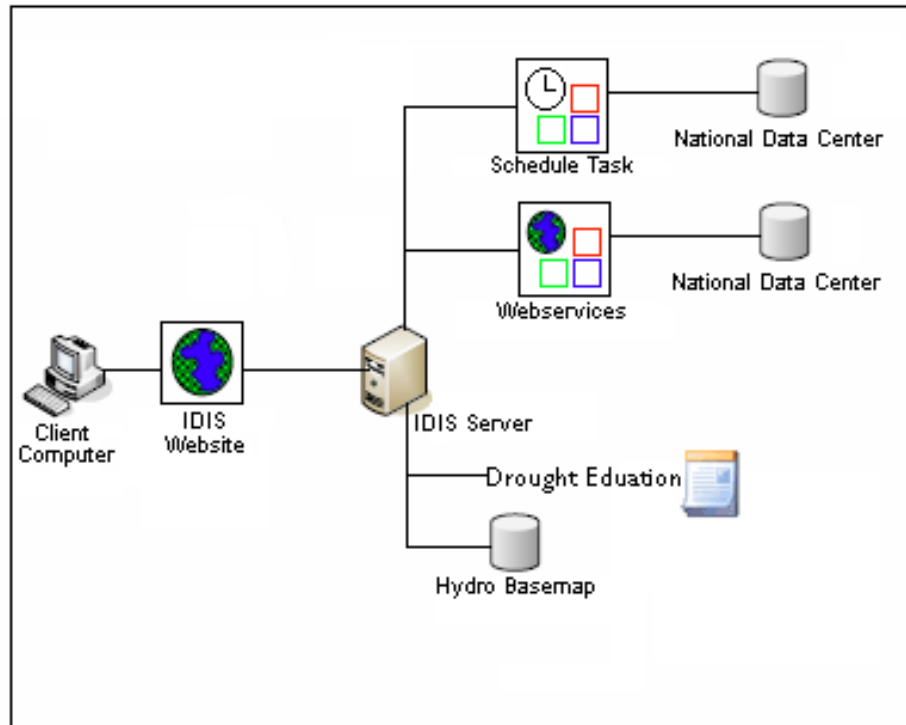 Schedule Task
National Data Center
Webservices
National Data Center
Client
Computer
IDIS
Website
IDIS Server
Drought Eduation
Hydro Basemap